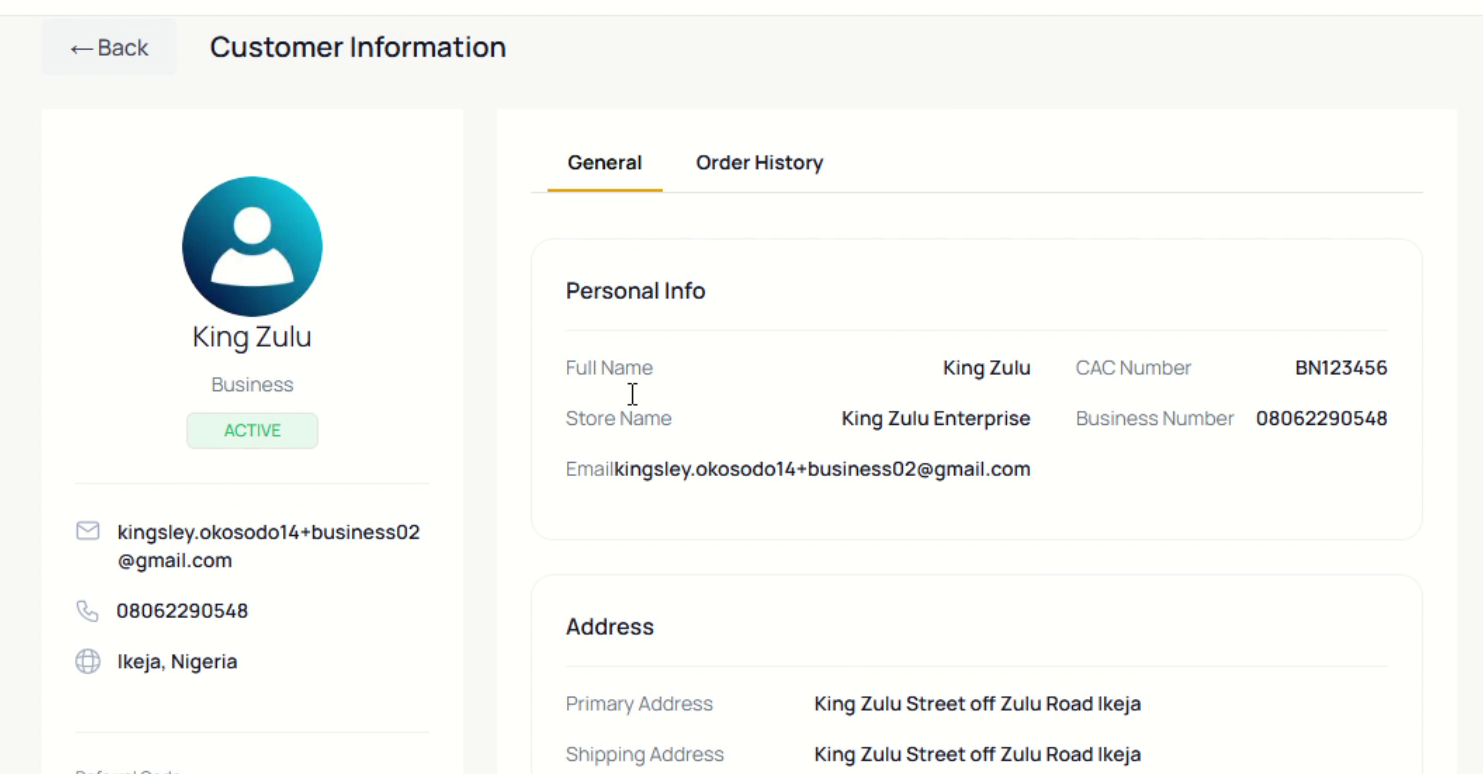 ← Back
Customer Information
King Zulu
Business
ACTIVE
kingsley.okosodo14+business02
@gmail.com
08062290548
Ikeja, Nigeria
General Order History
Personal Info
Full Name King Zulu CAC Number BN123456
Store Name King Zulu Enterprise Business Number 08062290548
Emailkingsley.okosodo14+business02@gmail.com
Address
Primary Address King Zulu Street off Zulu Road Ikeja
Shipping Address King Zulu Street off Zulu Road Ikeja